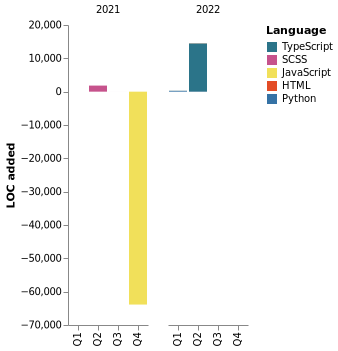 2021 2022
LOC added
20,000
10,000
0
−10,000
−20,000
−30,000
−40,000
−50,000
−60,000
−70,000
Q1 Q2 Q3 Q4 Q1 Q2 Q3 Q4
Language
TypeScript
SCSS
JavaScript
HTML
Python